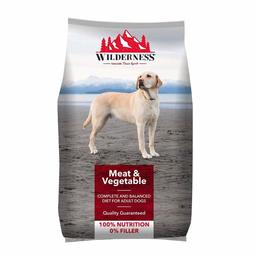 WILDERNESS
Meat &
Vegetable
COMPLETE AND BALANCED
DIET FOR ADULT DOGS
Quality Guaranteed
100% NUTRITION
0% FILLER